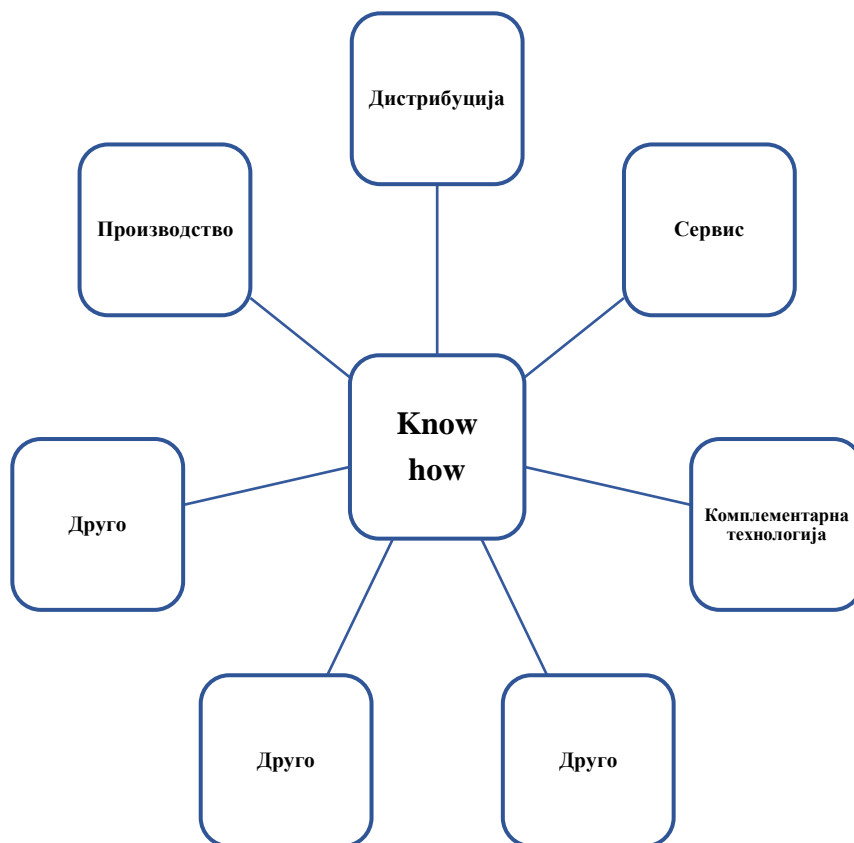 Дистрибуција
Производство
Сервис
Know
how
Комплементарна
технологија
Друго
Друго
Друго